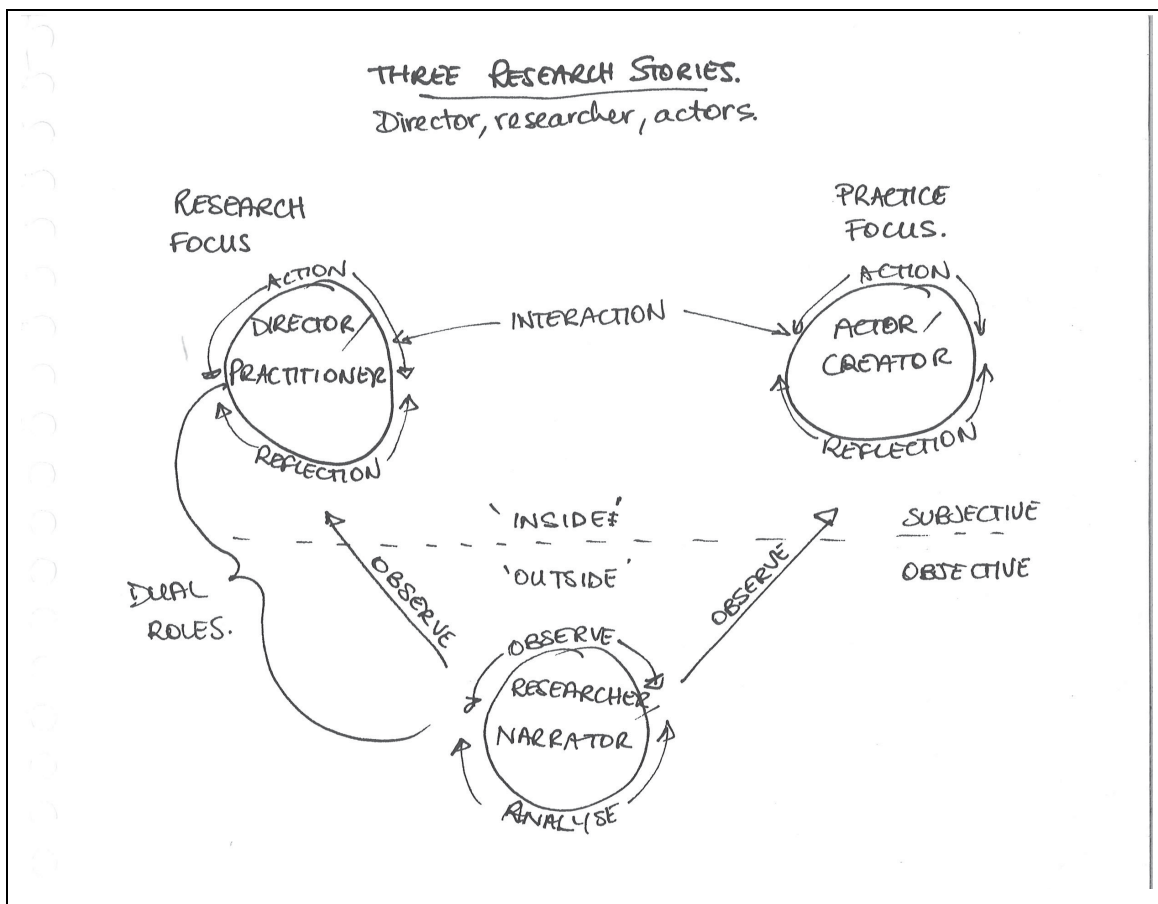 THREE RESEARCH STORIES.
Director, researcher, actors.
RESEARCH
FOCUS
PRACTICE
FOCUS.
ACTION
DIRECTOR/
PRACTITIONER
REFLECTION
INTERACTION
ACTION
ACTOR/
CREATOR
REFLECTION
'INSIDE'
'OUTSIDE'
SUBJECTIVE
OBJECTIVE
DUAL
ROLES.
OBSERVE
OBSERVE
OBSERVE
RESEARCHER/
NARRATOR
ANALYSE